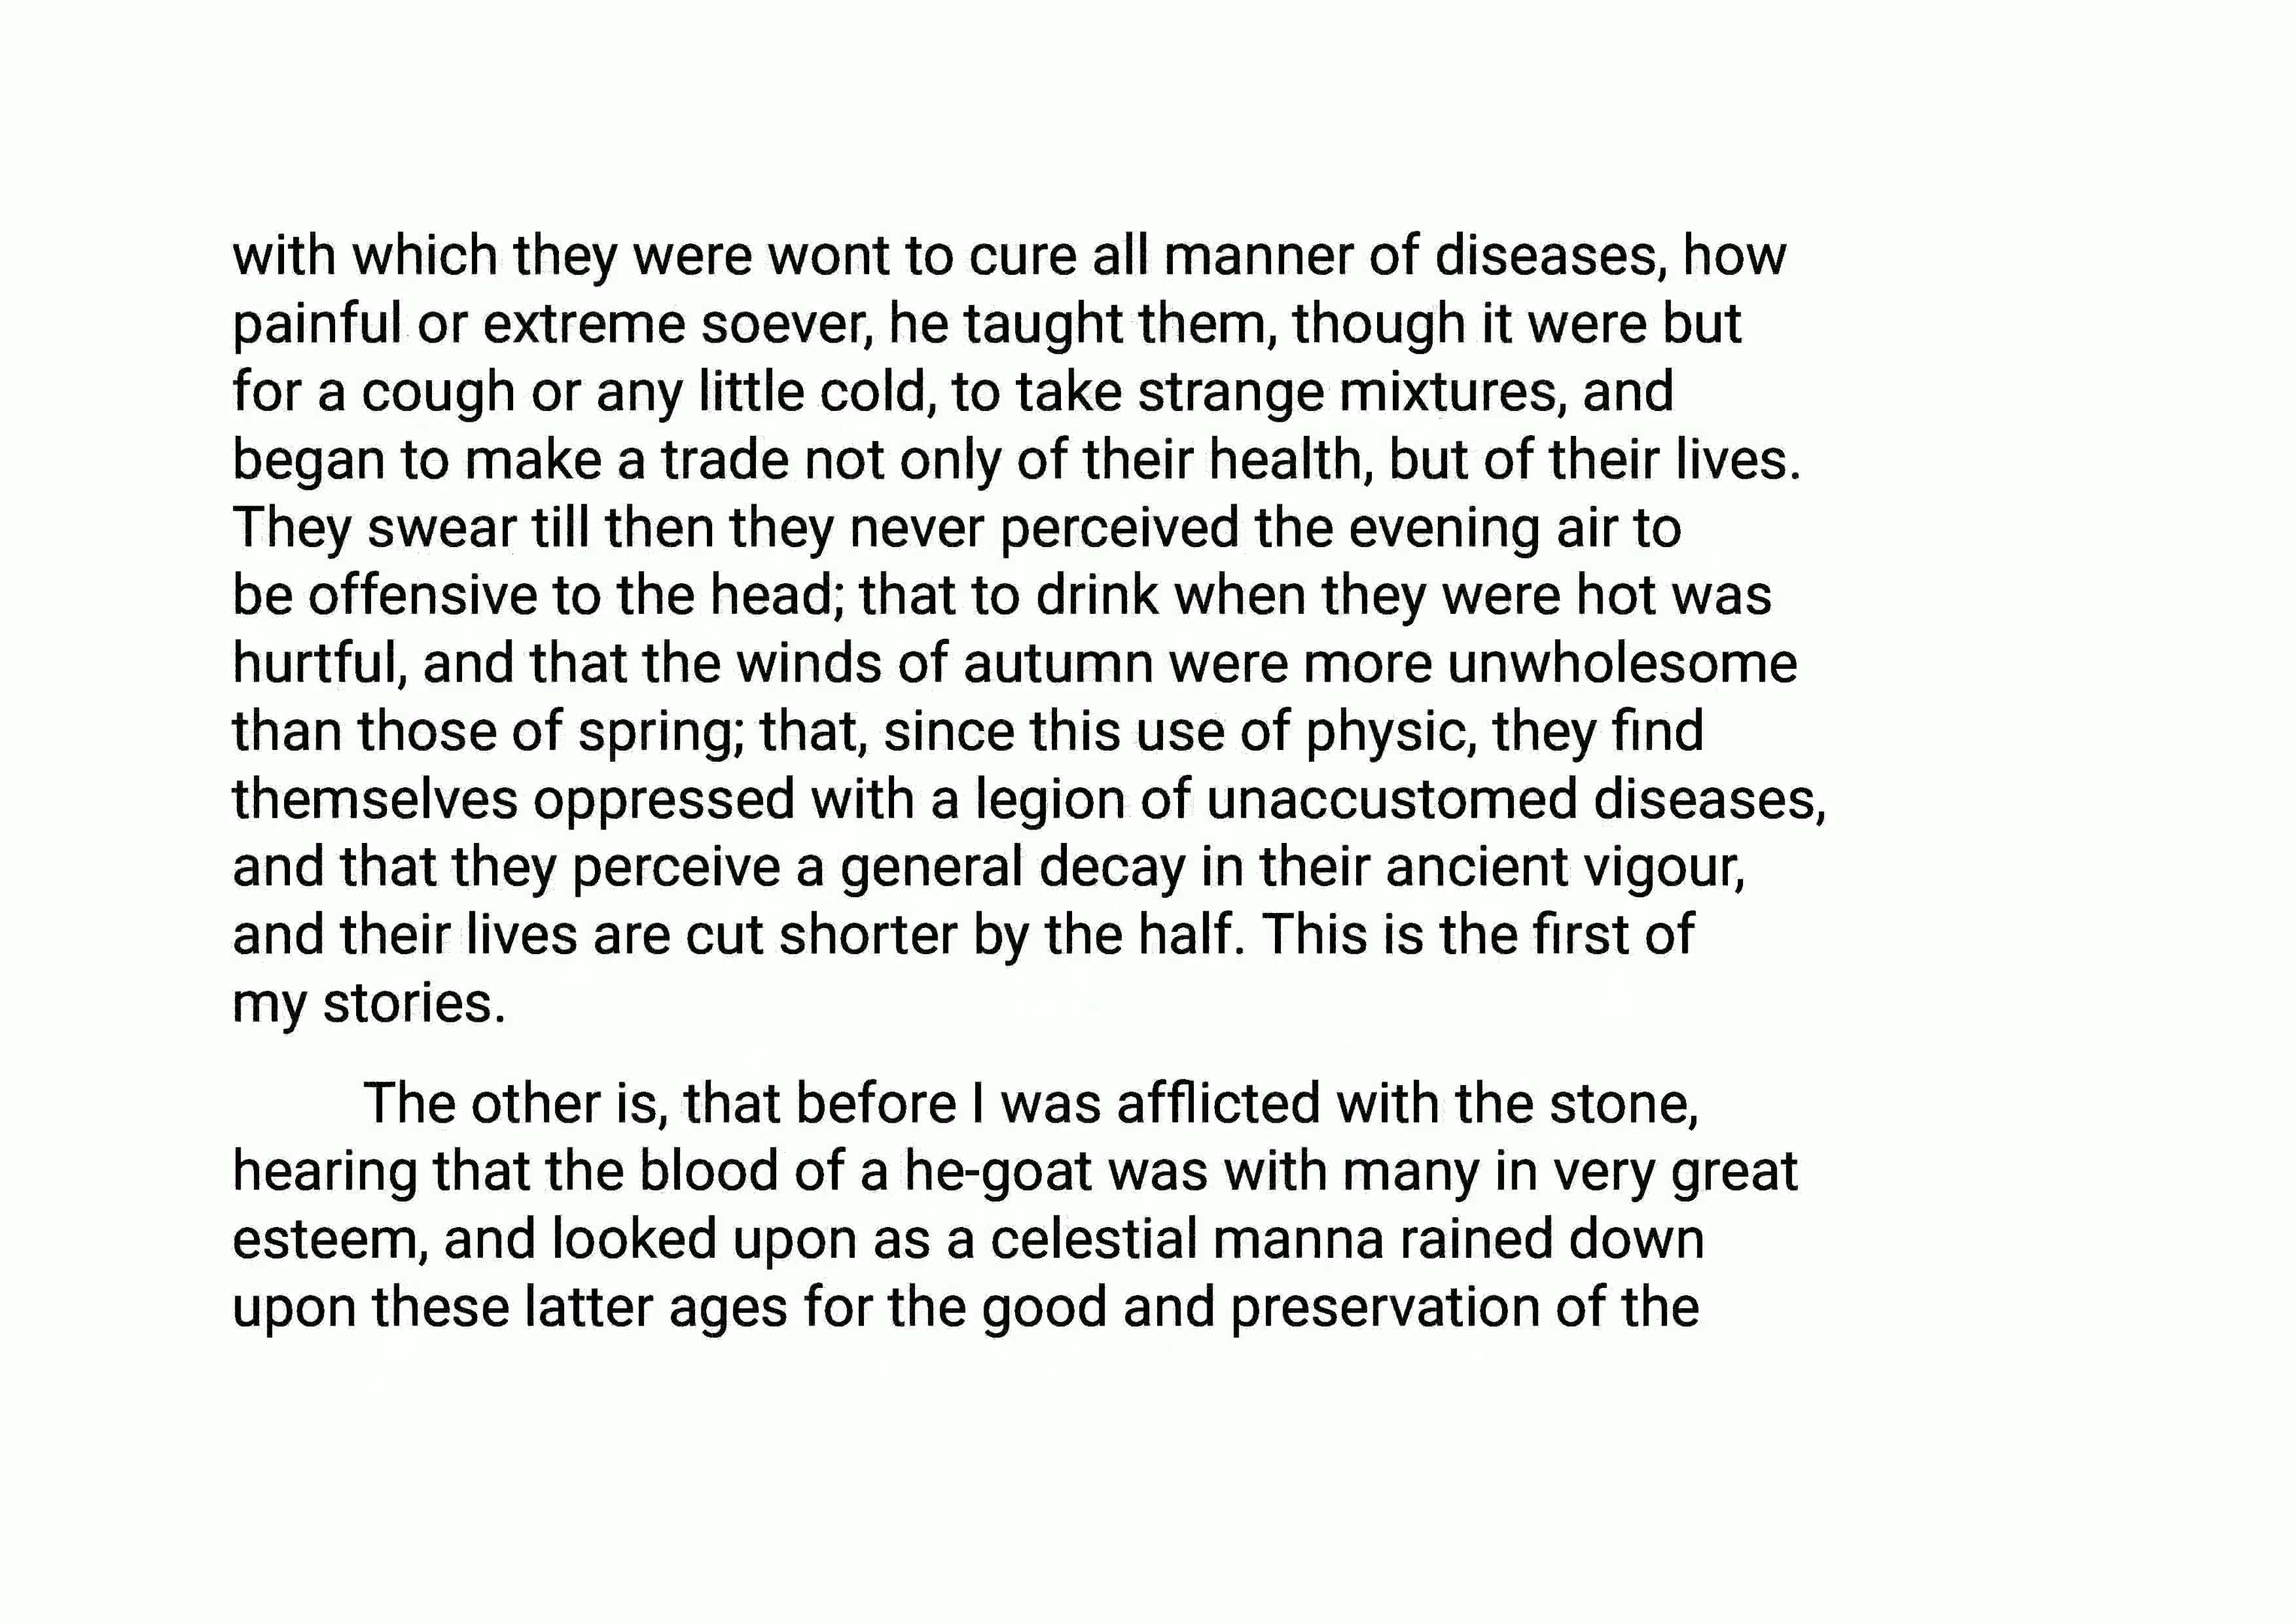 with which they were wont to cure all manner of diseases, how
painful or extreme soever, he taught them, though it were but
for a cough or any little cold, to take strange mixtures, and
began to make a trade not only of their health, but of their lives.
They swear till then they never perceived the evening air to
be offensive to the head; that to drink when they were hot was
hurtful, and that the winds of autumn were more unwholesome
than those of spring; that, since this use of physic, they find
themselves oppressed with a legion of unaccustomed diseases,
and that they perceive a general decay in their ancient vigour,
and their lives are cut shorter by the half. This is the first of
my stories.
The other is, that before I was afflicted with the stone,
hearing that the blood of a he-goat was with many in very great
esteem, and looked upon as a celestial manna rained down
upon these latter ages for the good and preservation of the